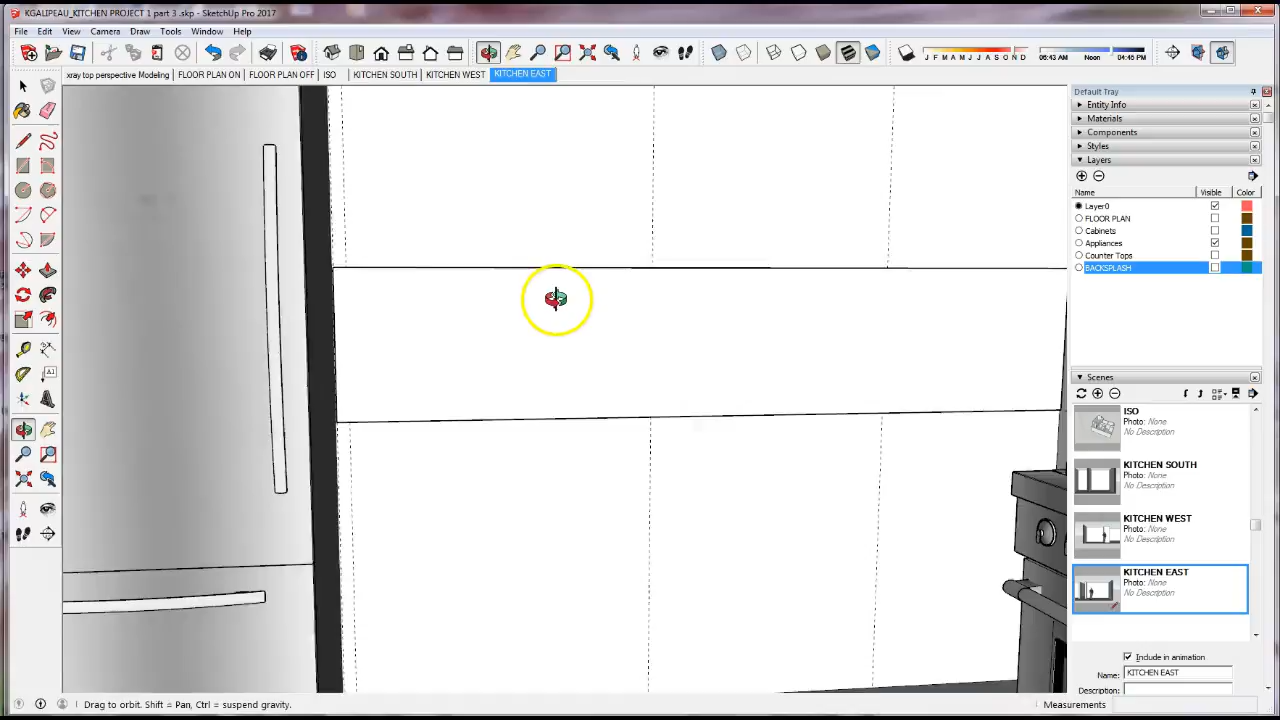 KGALIPEAU_KITCHEN PROJECT 1 part 3 .skp - SketchUp Pro 2017
File Edit View Camera Draw Tools Window Help
J F M A M J J A S O N D
06:43 AM Noon 04:45 PM
xray top perspective Modeling FLOOR PLAN ON FLOOR PLAN OFF ISO KITCHEN SOUTH KITCHEN WEST KITCHEN EAST
Default Tray
Entity Info
Materials
Components
Styles
Layers
Name Visible Color
Layer0
FLOOR PLAN
Cabinets
Appliances
Counter Tops
BACKSPLASH
Scenes
ISO
Photo: None
No Description
KITCHEN SOUTH
Photo: None
No Description
KITCHEN WEST
Photo: None
No Description
KITCHEN EAST
Photo: None
No Description
Include in animation
Name: KITCHEN EAST
Description:
Drag to orbit. Shift = Pan, Ctrl = suspend gravity.
Measurements